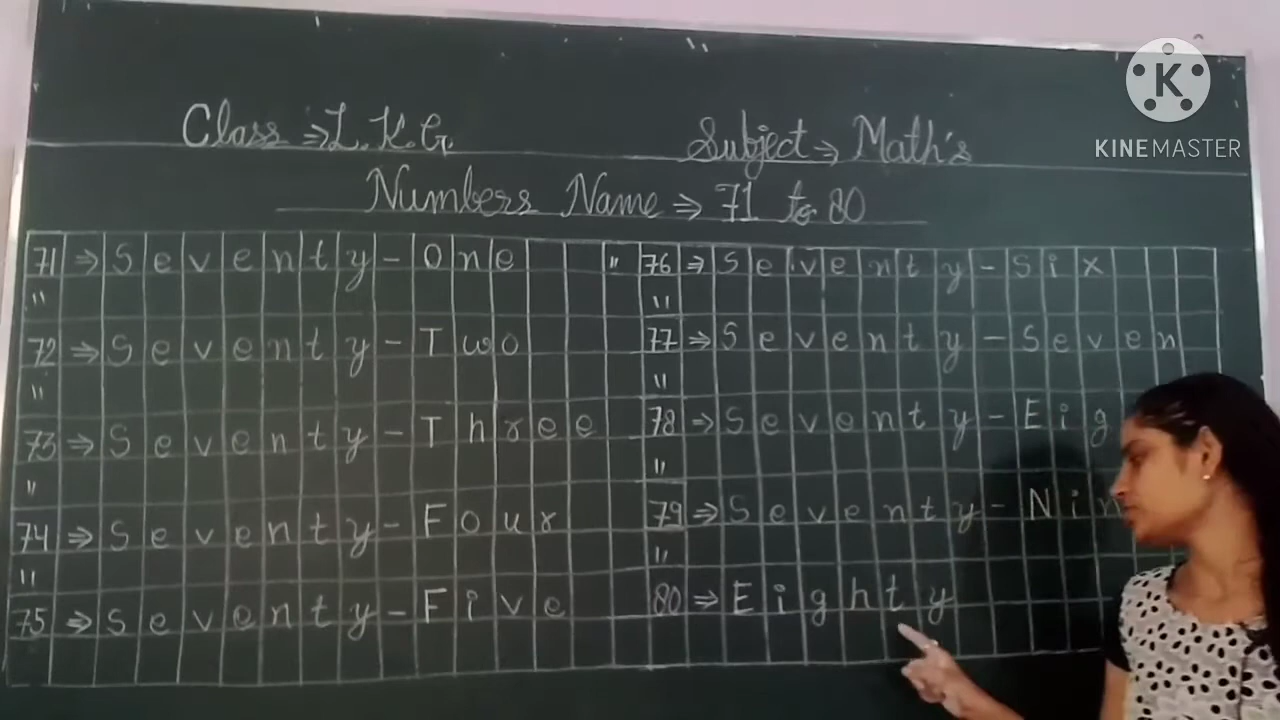 KINEMASTER
Class ⇒ L.K.G.
Subject ⇒ Math's
Numbers Name ⇒ 71 to 80
71 ⇒ Seventy-One "
"
72 ⇒ Seventy-Two
"
73 ⇒ Seventy-Three
"
74 ⇒ Seventy-Four
"
75 ⇒ Seventy-Five
76 ⇒ Seventy-Six
"
77 ⇒ Seventy-Seven
"
78 ⇒ Seventy-Eig
"
79 ⇒ Seventy-Nin
"
80 ⇒ Eighty